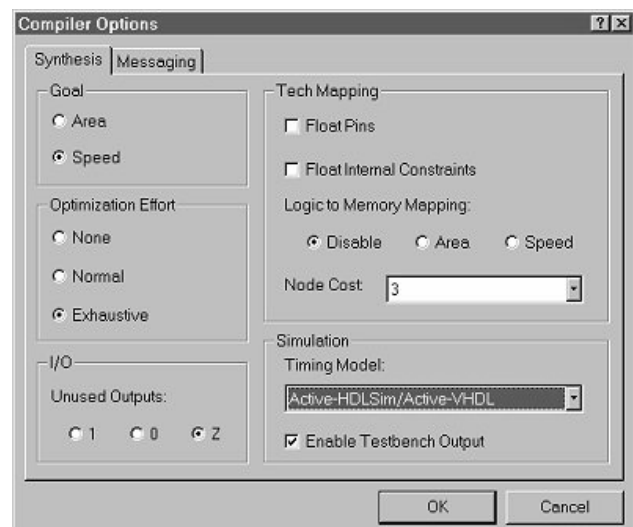 Compiler Options
Synthesis
Messaging
Goal
Area
Speed
Optimization Effort
None
Normal
Exhaustive
I/O
Unused Outputs:
1 0 Z
Tech Mapping
Float Pins
Float Internal Constraints
Logic to Memory Mapping:
Disable Area Speed
Node Cost: 3
Simulation
Timing Model:
Active-HDLSim/Active-VHDL
Enable Testbench Output
OK
Cancel